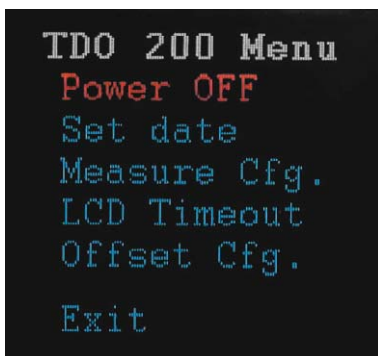 TDO 200 Menu
Power OFF
Set date
Measure Cfg.
LCD Timeout
Offset Cfg.
Exit